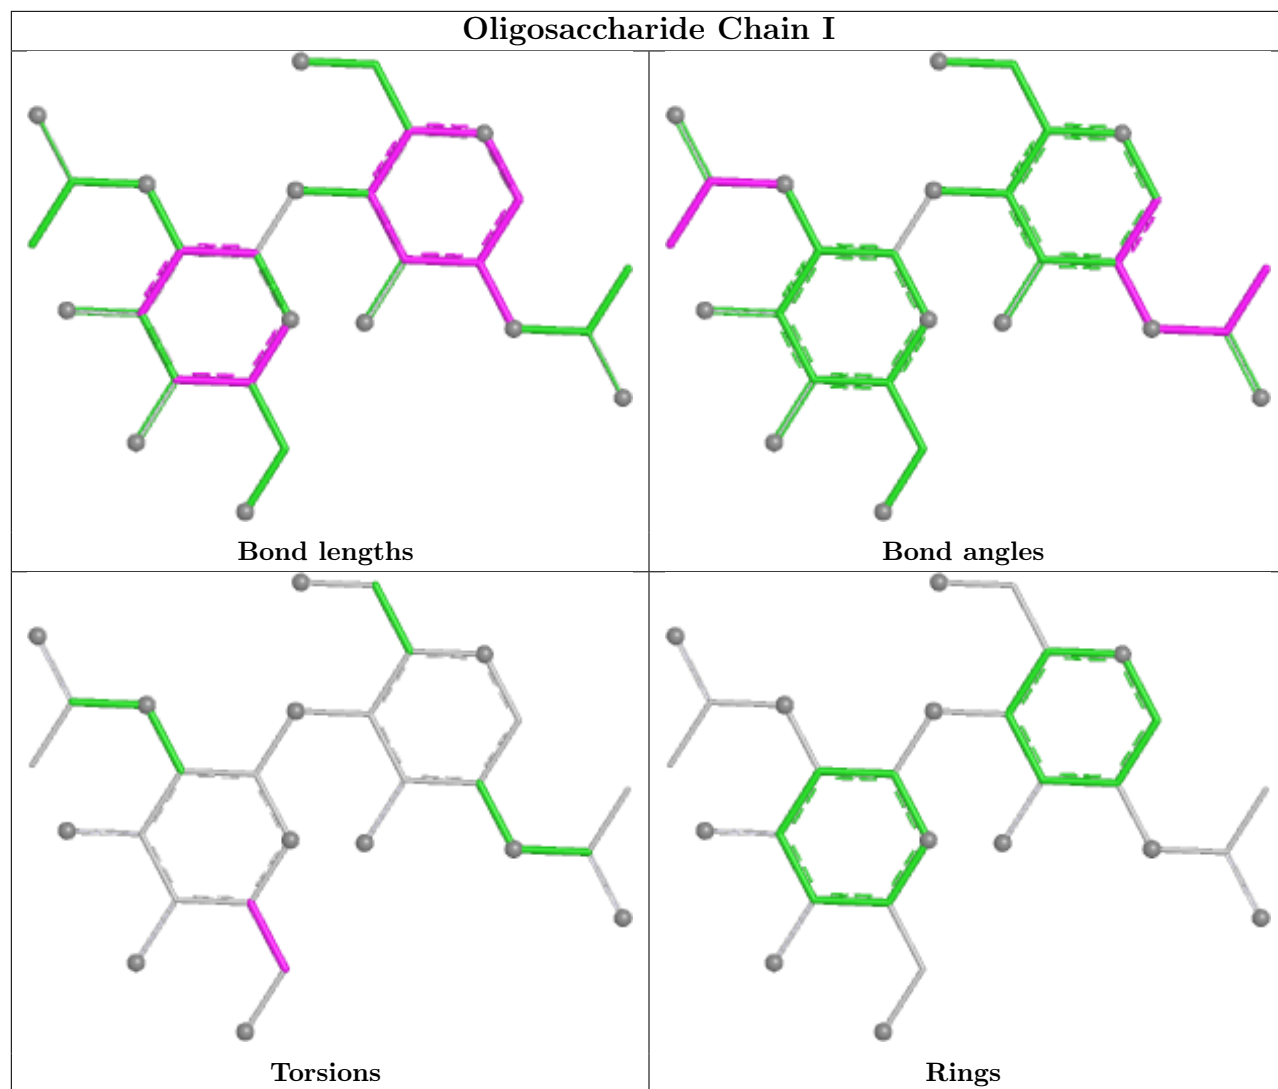 Oligosaccharide Chain I
Bond lengths
Bond angles
Torsions
Rings